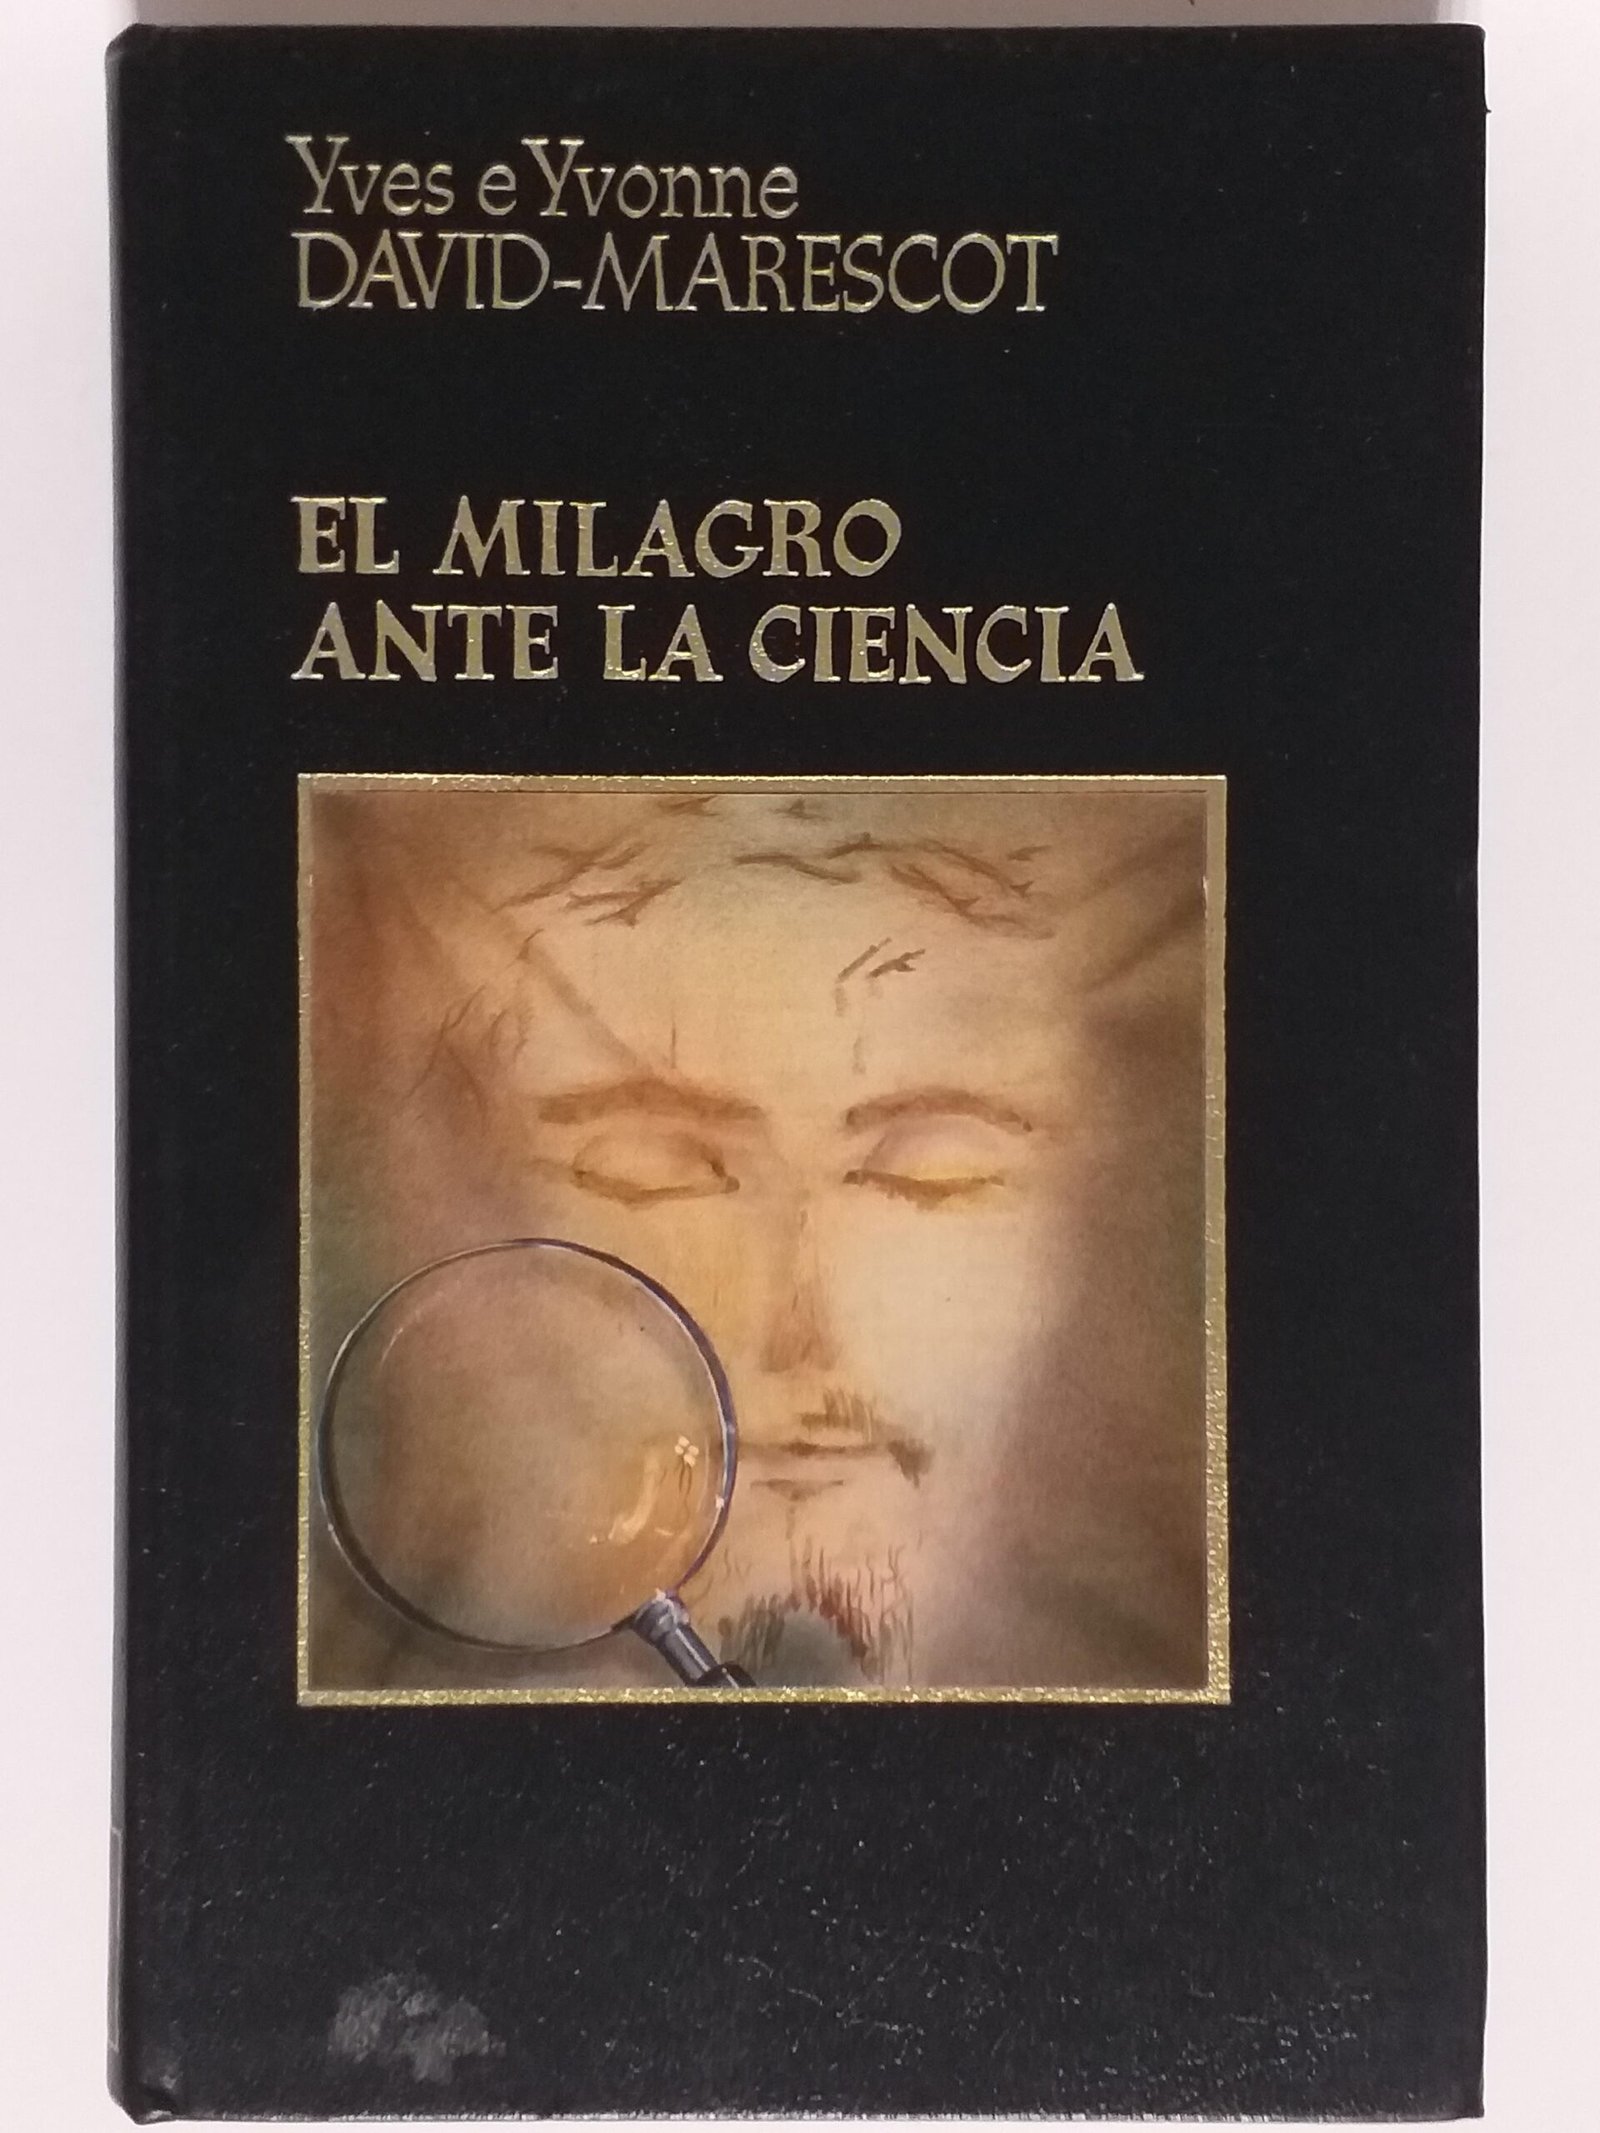 Yves e Yvonne
DAVID-MARESCOT
EL MILAGRO
ANTE LA CIENCIA